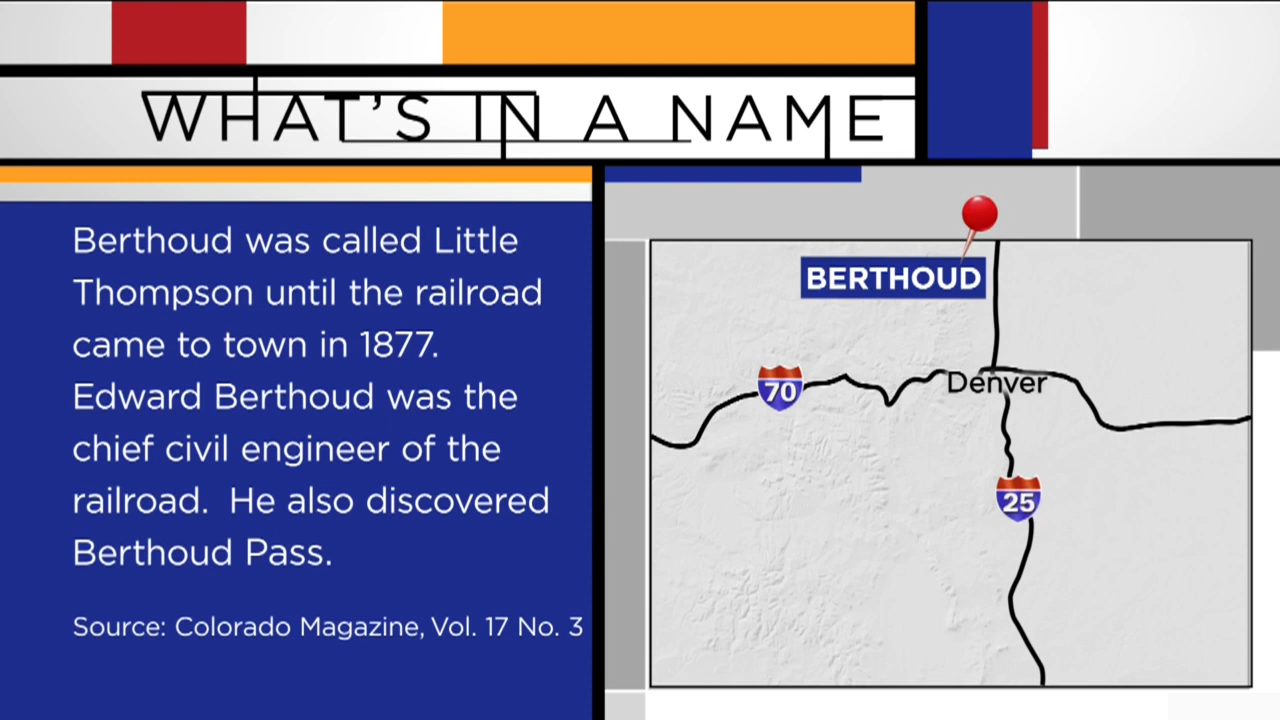 WHAT'S IN A NAME
Berthoud was called Little
Thompson until the railroad
came to town in 1877.
Edward Berthoud was the
chief civil engineer of the
railroad.  He also discovered
Berthoud Pass.
Source: Colorado Magazine, Vol. 17 No. 3
BERTHOUD
70
Denver
25